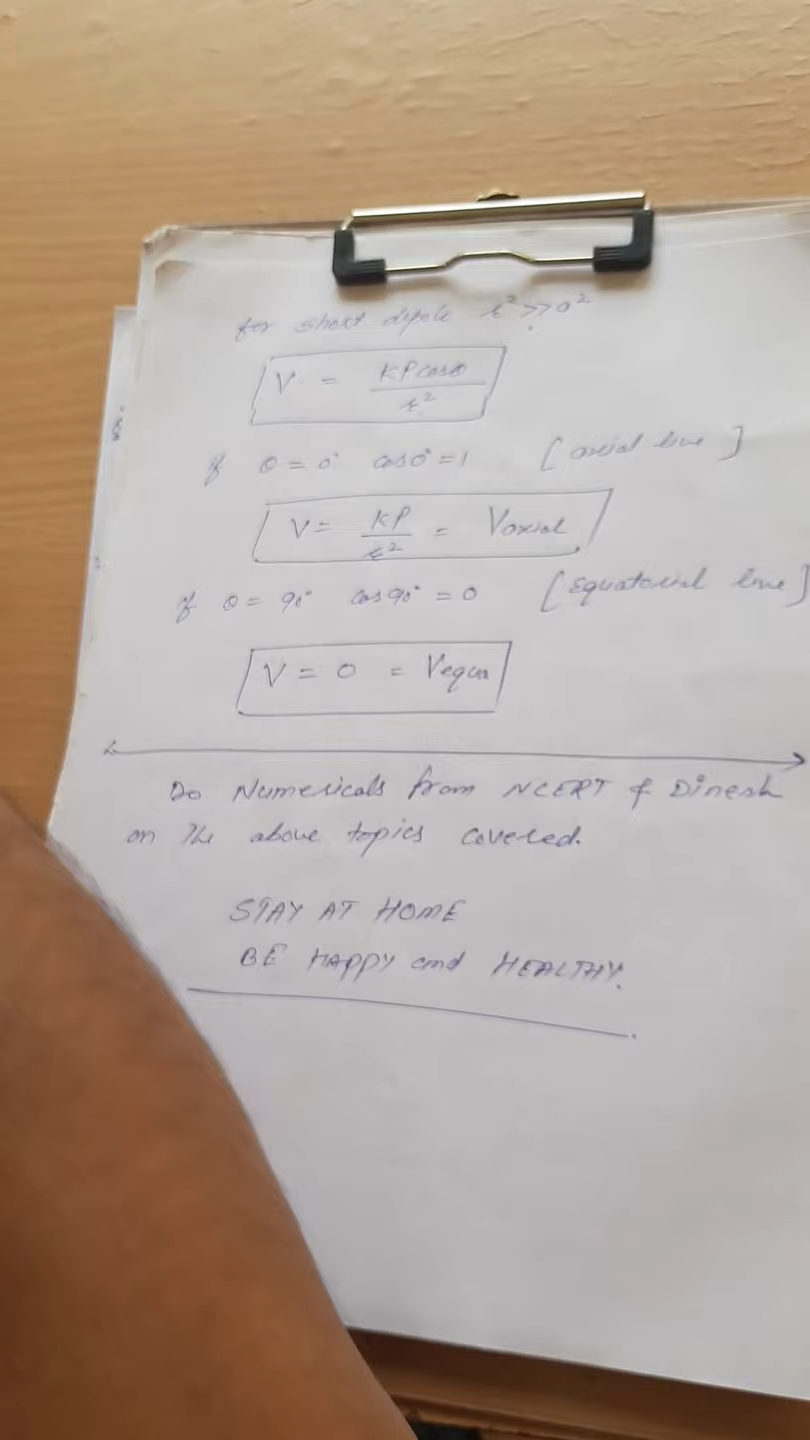 for short dipole r² >> a²
V = KPcosθ / r²
if θ = 0° cos0° = 1 [axial line]
V = KP / r² = Vaxial
if θ = 90° cos90° = 0 [Equatorial line]
V = 0 = Vequa
Do Numericals from NCERT & Dinesh
on The above topics covered.
STAY AT HOME
BE HAPPY and HEALTHY.